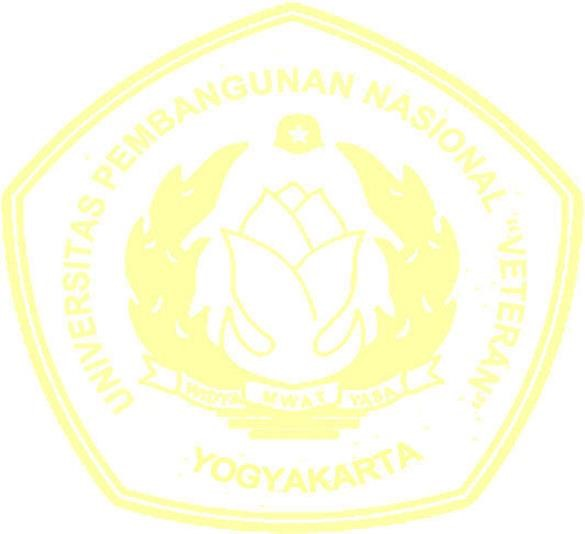 UNIVERSITAS PEMBANGUNAN NASIONAL "VETERAN"
WIDYA MWAT YASA
YOGYAKARTA